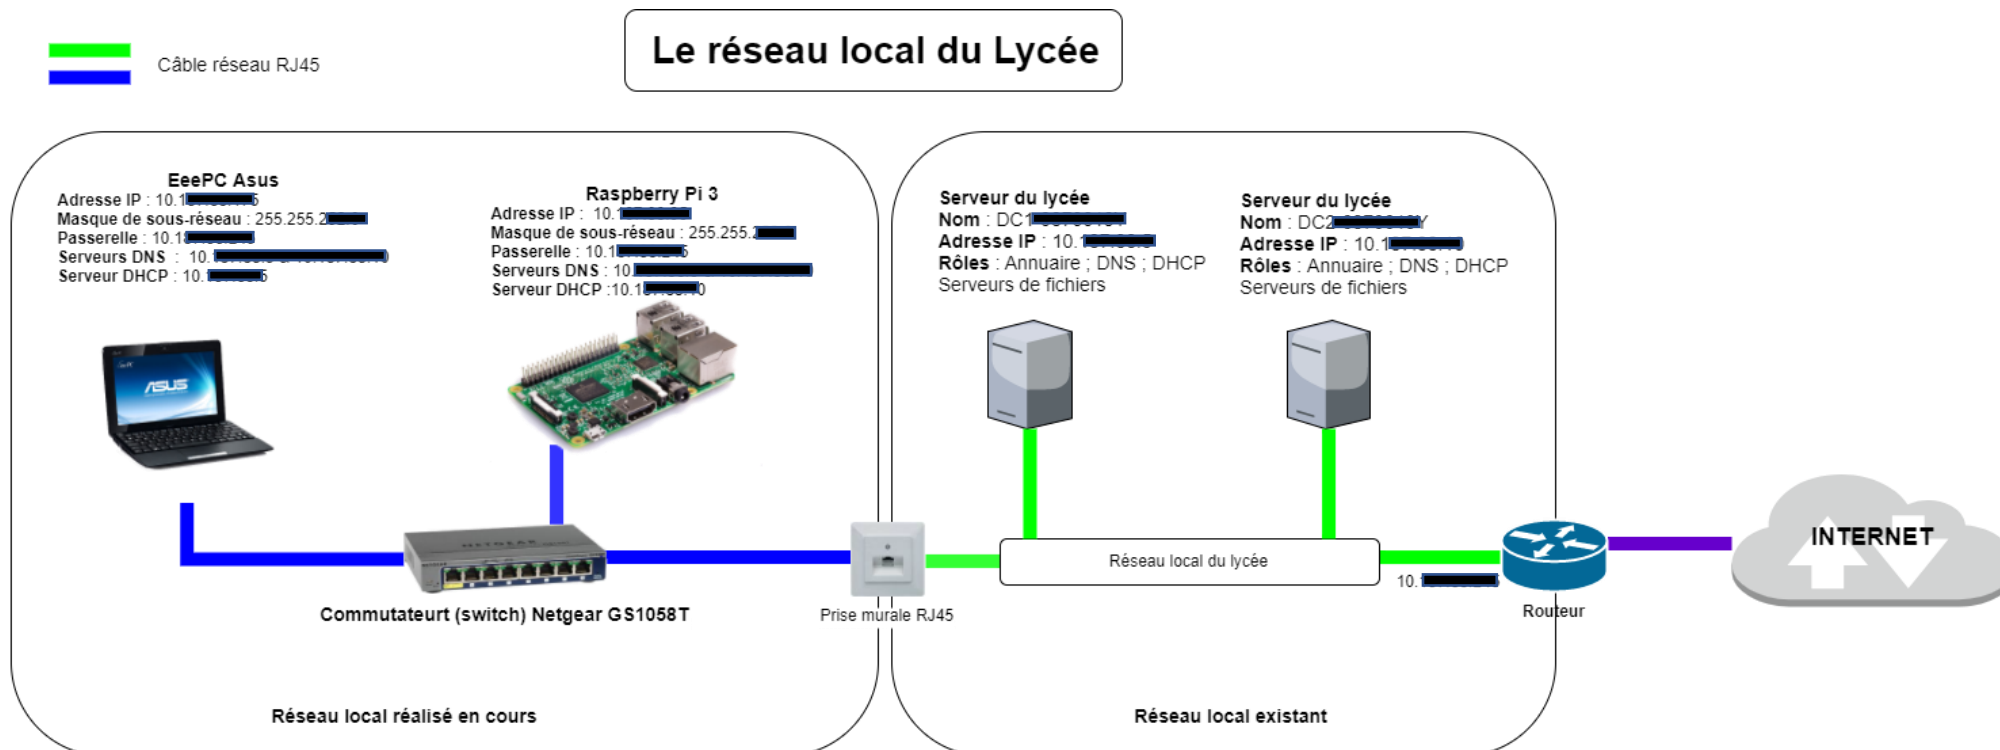 Le réseau local du Lycée
Câble réseau RJ45
EeePC Asus
Adresse IP : 10.1
Masque de sous-réseau : 255.255.2
Passerelle : 10.1
Serveurs DNS : 10.
Serveur DHCP : 10.
Raspberry Pi 3
Adresse IP : 10.
Masque de sous-réseau : 255.255.
Passerelle : 10.1
Serveurs DNS : 10
Serveur DHCP :10.1
Serveur du lycée
Nom : DC1
Adresse IP : 10.
Rôles : Annuaire ; DNS ; DHCP
Serveurs de fichiers
Serveur du lycée
Nom : DC2
Adresse IP : 10.1
Rôles : Annuaire ; DNS ; DHCP
Serveurs de fichiers
ASUS
NETGEAR
Commutateurt (switch) Netgear GS1058T
Prise murale RJ45
Réseau local du lycée
10.
Routeur
INTERNET
Réseau local réalisé en cours
Réseau local existant